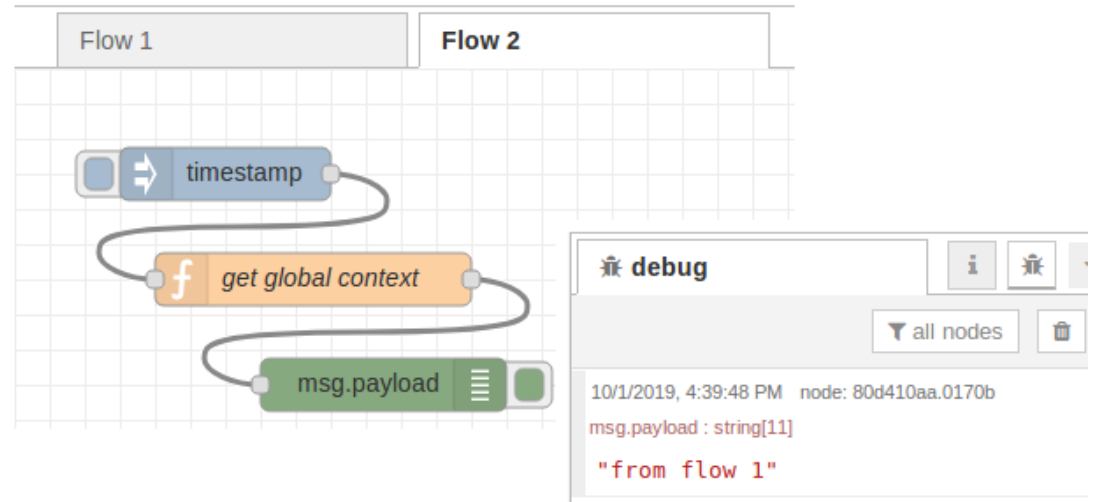 Flow 1
Flow 2
timestamp
get global context
msg.payload
debug
i
all nodes
10/1/2019, 4:39:48 PM node: 80d410aa.0170b
msg.payload : string[11]
"from flow 1"